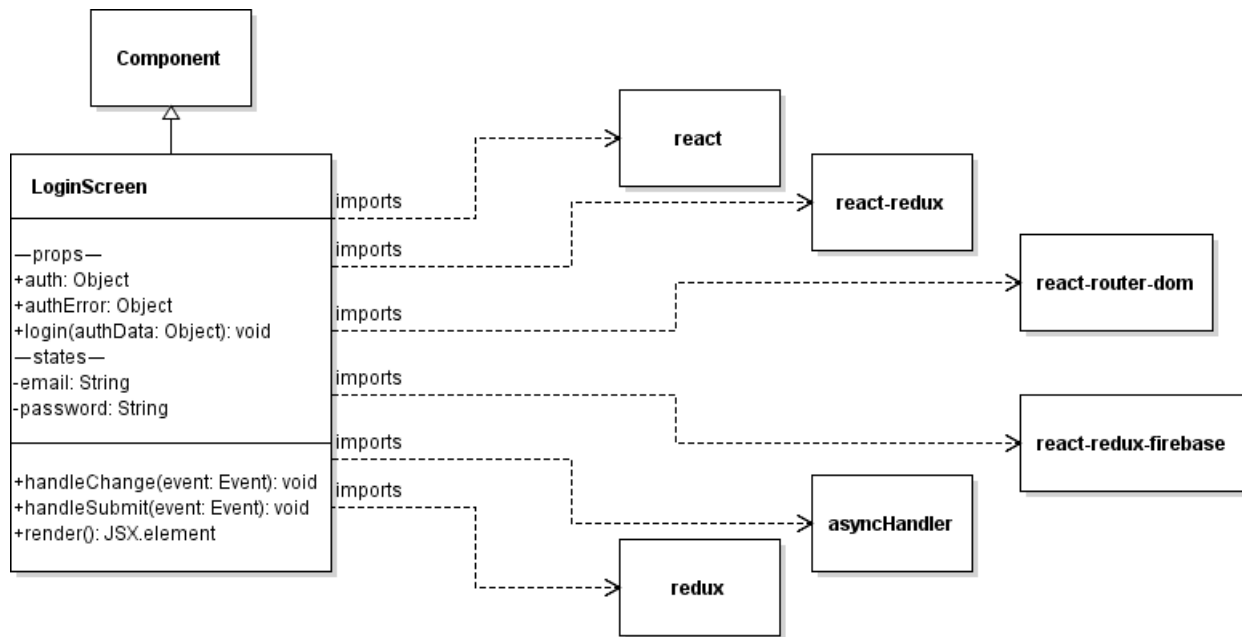 Component
LoginScreen
—props—
+auth: Object
+authError: Object
+login(authData: Object): void
—states—
-email: String
-password: String
+handleChange(event: Event): void
+handleSubmit(event: Event): void
+render(): JSX.element
imports
react
imports
react-redux
imports
react-router-dom
imports
react-redux-firebase
imports
asyncHandler
imports
redux